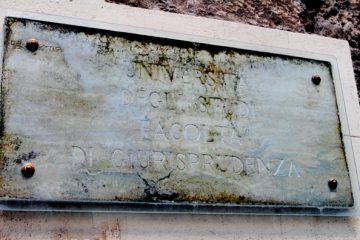 UNIVERSITA'
DEGLI STUDI
FACOLTA'
DI GIURISPRUDENZA